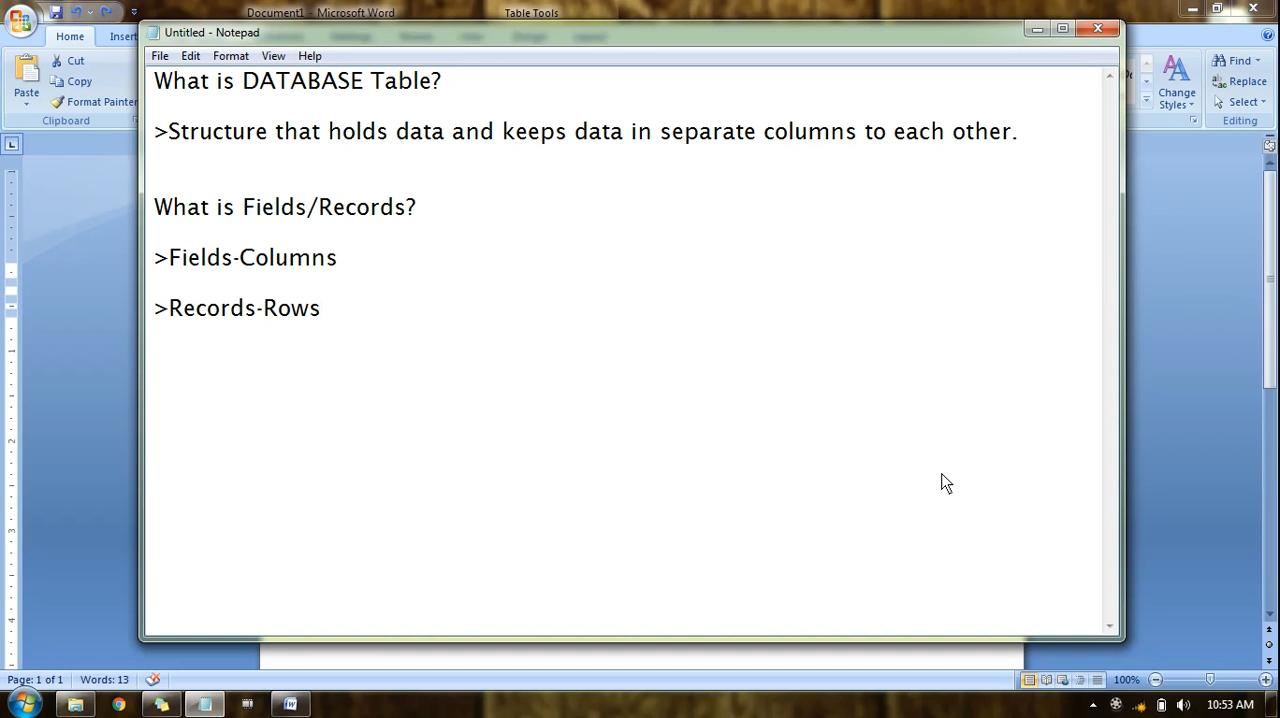 Document1 - Microsoft Word
Table Tools
Untitled - Notepad
Home
Insert
File Edit Format View Help
Cut
Copy
Format Painter
Paste
Clipboard
What is DATABASE Table?
>Structure that holds data and keeps data in separate columns to each other.
What is Fields/Records?
>Fields-Columns
>Records-Rows
Change
Styles
Find
Replace
Select
Editing
Page: 1 of 1
Words: 13
100%
10:53 AM